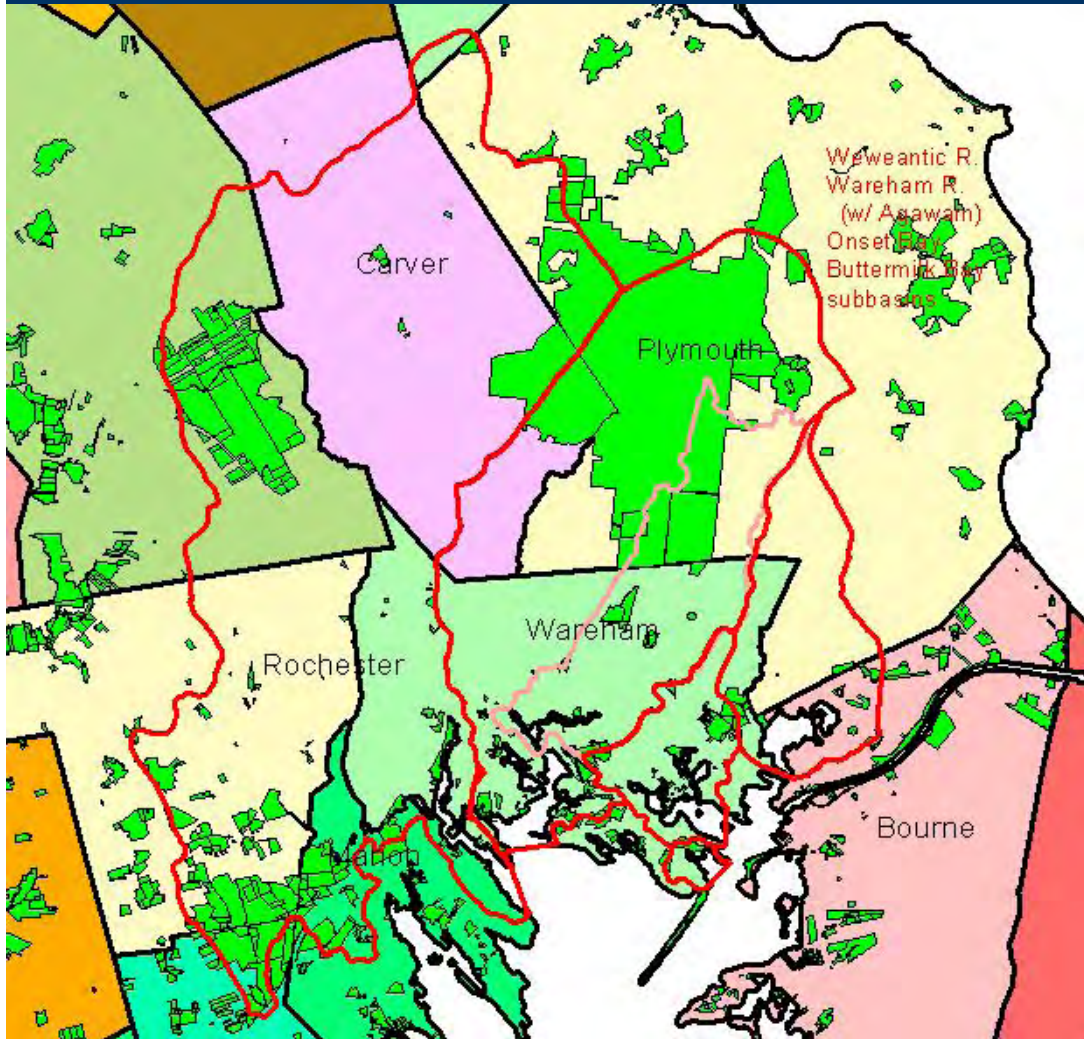 Weweantic R.
Wareham R.
(w/ Agawam)
Onset Bay
Buttermilk Bay
subbasins
Carver
Plymouth
Wareham
Rochester
Marion
Bourne